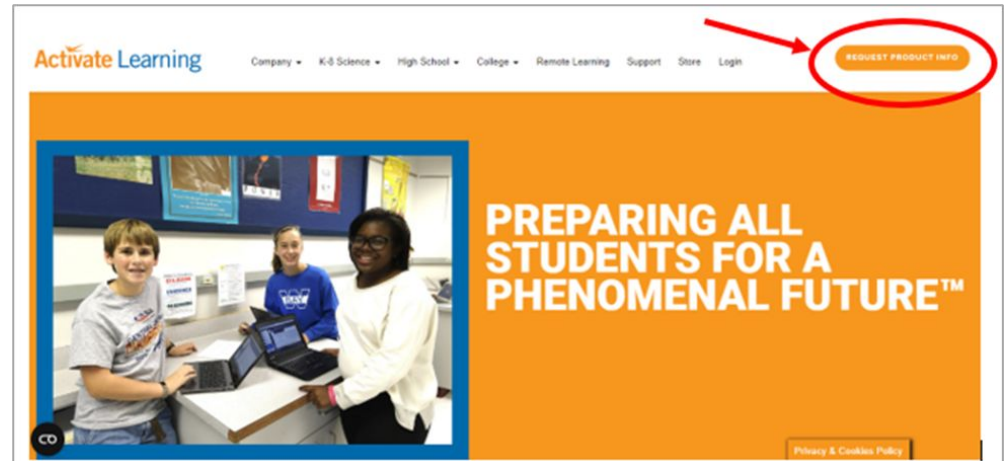 Activate Learning
Company
K-8 Science
High School
College
Remote Learning
Support
Store
Login
REQUEST PRODUCT INFO
PREPARING ALL
STUDENTS FOR A
PHENOMENAL FUTURE™
Privacy & Cookies Policy